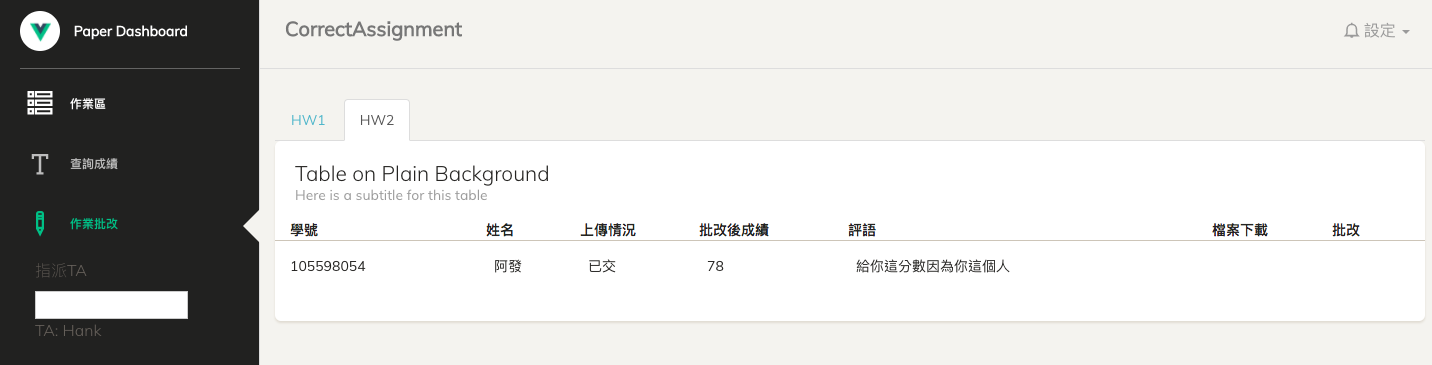 Paper Dashboard
作業區
查詢成績
作業批改
指派TA
TA: Hank
CorrectAssignment
設定
HW1 HW2
Table on Plain Background
Here is a subtitle for this table
學號 姓名 上傳情況 批改後成績 評語 檔案下載 批改
105598054 阿發 已交 78 給你這分數因為你這個人